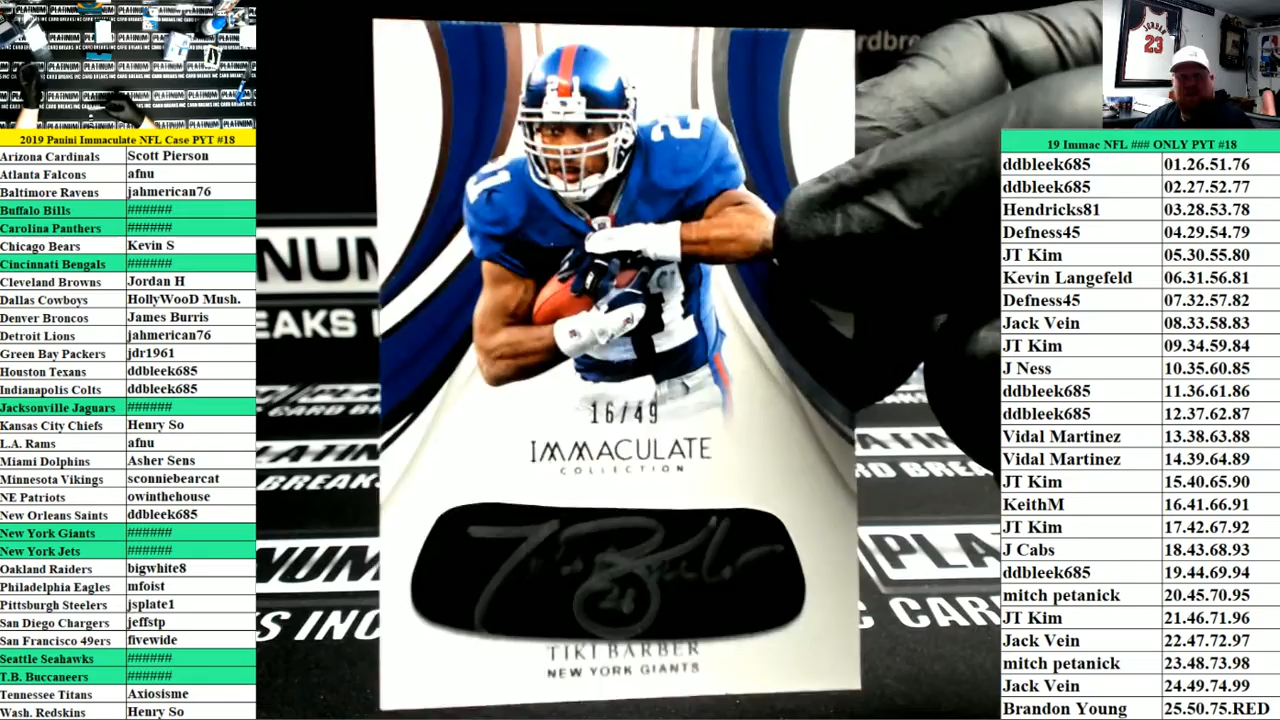 2019 Panini Immaculate NFL Case PYT #18
Arizona Cardinals Scott Pierson
Atlanta Falcons afnu
Baltimore Ravens jahmerican76
Buffalo Bills ######
Carolina Panthers ######
Chicago Bears Kevin S
Cincinnati Bengals ######
Cleveland Browns Jordan H
Dallas Cowboys HollyWooD Mush.
Denver Broncos James Burris
Detroit Lions jahmerican76
Green Bay Packers jdr1961
Houston Texans ddbleek685
Indianapolis Colts ddbleek685
Jacksonville Jaguars ######
Kansas City Chiefs Henry So
L.A. Rams afnu
Miami Dolphins Asher Sens
Minnesota Vikings sconniebearcat
NE Patriots owinthehouse
New Orleans Saints ddbleek685
New York Giants ######
New York Jets ######
Oakland Raiders bigwhite8
Philadelphia Eagles mfoist
Pittsburgh Steelers jsplate1
San Diego Chargers jeffstp
San Francisco 49ers fivewide
Seattle Seahawks ######
T.B. Buccaneers ######
Tennessee Titans Axiosisme
Wash. Redskins Henry So
21
16/49
IMMACULATE
COLLECTION
Tiki Barber
21
TIKI BARBER
NEW YORK GIANTS
JORDAN
23
19 Immac NFL ### ONLY PYT #18
ddbleek685 01.26.51.76
ddbleek685 02.27.52.77
Hendricks81 03.28.53.78
Defness45 04.29.54.79
JT Kim 05.30.55.80
Kevin Langefeld 06.31.56.81
Defness45 07.32.57.82
Jack Vein 08.33.58.83
JT Kim 09.34.59.84
J Ness 10.35.60.85
ddbleek685 11.36.61.86
ddbleek685 12.37.62.87
Vidal Martinez 13.38.63.88
Vidal Martinez 14.39.64.89
JT Kim 15.40.65.90
KeithM 16.41.66.91
JT Kim 17.42.67.92
J Cabs 18.43.68.93
ddbleek685 19.44.69.94
mitch petanick 20.45.70.95
JT Kim 21.46.71.96
Jack Vein 22.47.72.97
mitch petanick 23.48.73.98
Jack Vein 24.49.74.99
Brandon Young 25.50.75.RED